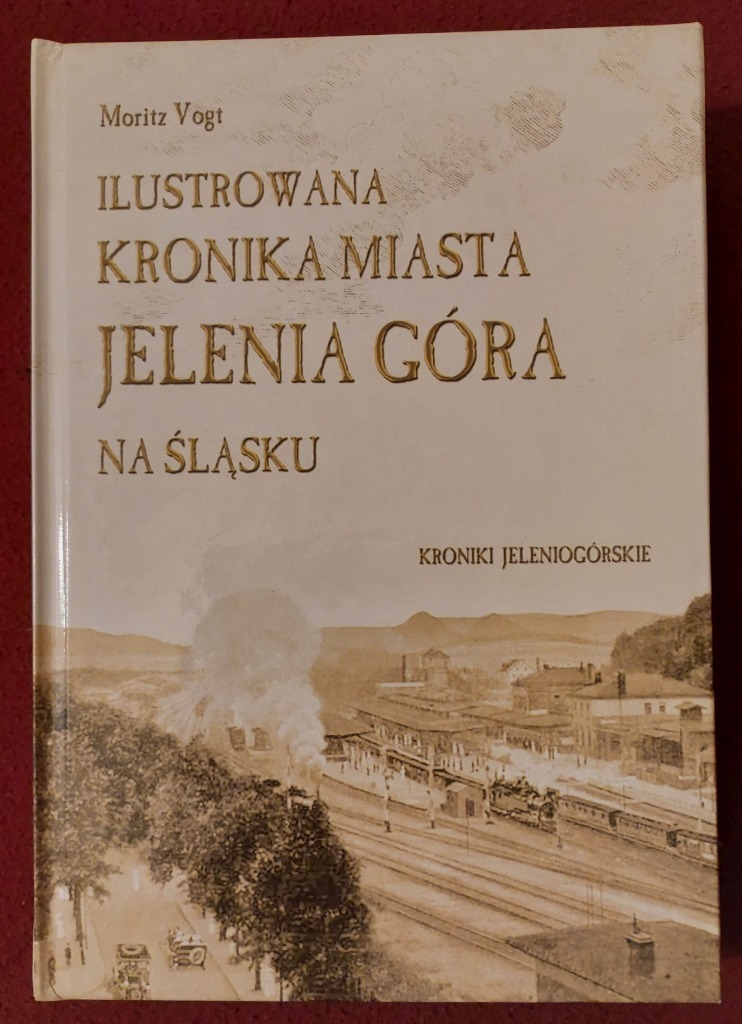 Moritz Vogt
ILUSTROWANA
KRONIKA MIASTA
JELENIA GÓRA
NA ŚLĄSKU
KRONIKI JELENIOGÓRSKIE